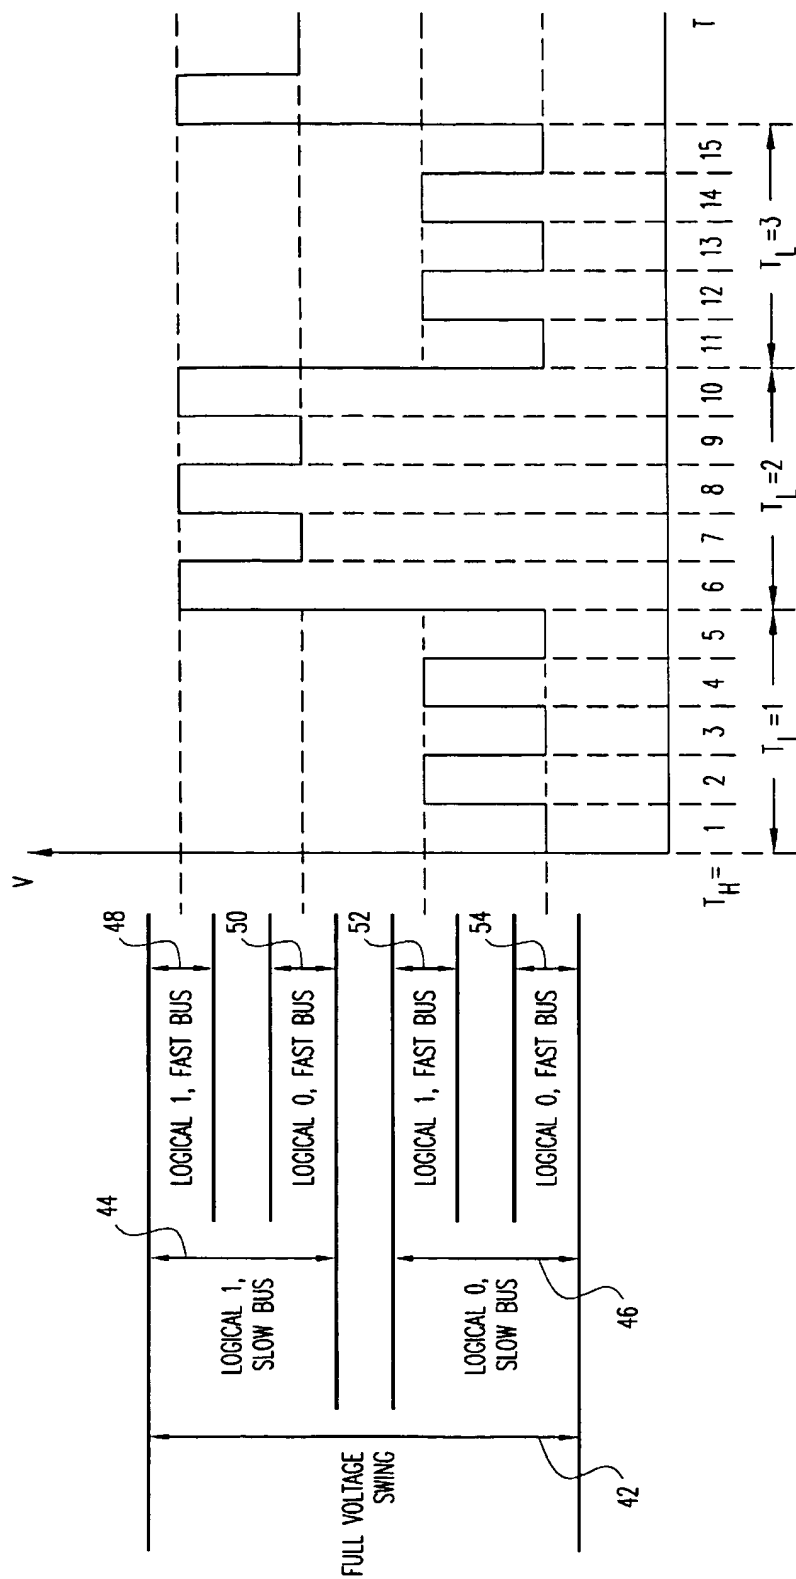 V
48
50
52
54
44
46
42
LOGICAL 1, FAST BUS
LOGICAL 0, FAST BUS
LOGICAL 1, FAST BUS
LOGICAL 0, FAST BUS
LOGICAL 1,
SLOW BUS
LOGICAL 0,
SLOW BUS
FULL VOLTAGE
SWING
T_H= 1 2 3 4 5 6 7 8 9 10 11 12 13 14 15 T
T_L=1 T_L=2 T_L=3